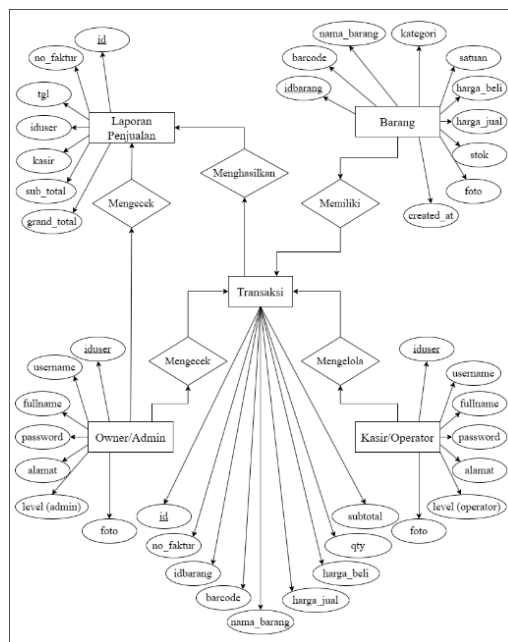 id
no_faktur
tgl
iduser
kasir
sub_total
grand_total
Laporan
Penjualan
nama_barang
kategori
barcode
satuan
idbarang
harga_beli
harga_jual
stok
foto
created_at
Barang
Menghasilkan
Mengecek
Memiliki
Transaksi
Mengecek
Mengelola
iduser
username
fullname
password
alamat
level (admin)
foto
Owner/Admin
iduser
username
fullname
password
alamat
level (operator)
foto
Kasir/Operator
id
no_faktur
idbarang
barcode
nama_barang
harga_jual
harga_beli
qty
subtotal